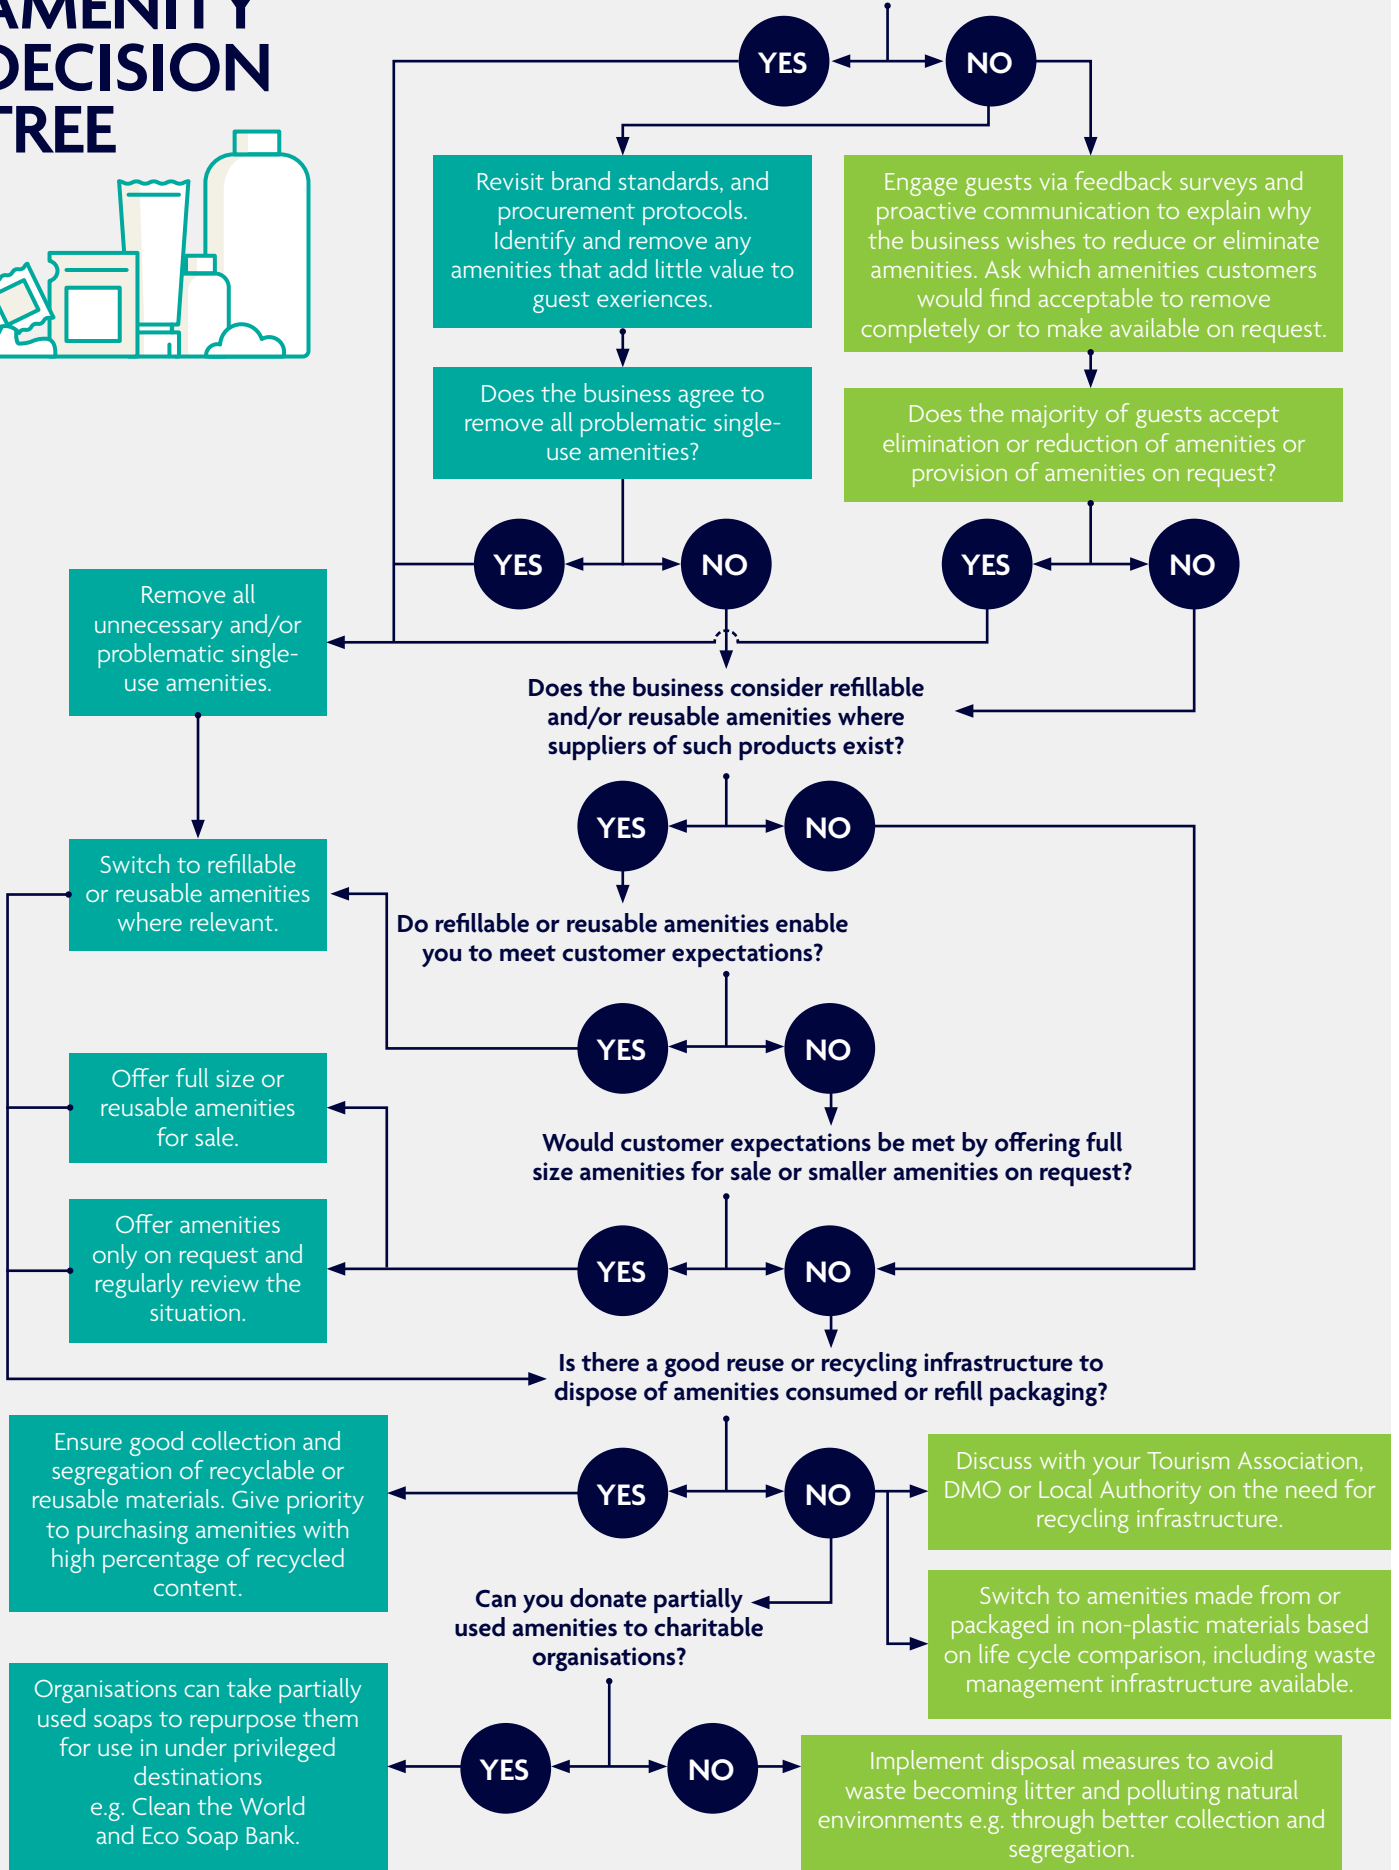 AMENITY
DECISION
TREE
YES
NO
Revisit brand standards, and
procurement protocols.
Identify and remove any
amenities that add little value to
guest exeriences.
Engage guests via feedback surveys and
proactive communication to explain why
the business wishes to reduce or eliminate
amenities. Ask which amenities customers
would find acceptable to remove
completely or to make available on request.
Does the business agree to
remove all problematic single-
use amenities?
Does the majority of guests accept
elimination or reduction of amenities or
provision of amenities on request?
YES
NO
YES
NO
Remove all
unnecessary and/or
problematic single-
use amenities.
Does the business consider refillable
and/or reusable amenities where
suppliers of such products exist?
YES
NO
Switch to refillable
or reusable amenities
where relevant.
Do refillable or reusable amenities enable
you to meet customer expectations?
YES
NO
Offer full size or
reusable amenities
for sale.
Would customer expectations be met by offering full
size amenities for sale or smaller amenities on request?
Offer amenities
only on request and
regularly review the
situation.
YES
NO
Is there a good reuse or recycling infrastructure to
dispose of amenities consumed or refill packaging?
Ensure good collection and
segregation of recyclable or
reusable materials. Give priority
to purchasing amenities with
high percentage of recycled
content.
YES
NO
Discuss with your Tourism Association,
DMO or Local Authority on the need for
recycling infrastructure.
Switch to amenities made from or
packaged in non-plastic materials based
on life cycle comparison, including waste
management infrastructure available.
Can you donate partially
used amenities to charitable
organisations?
Organisations can take partially
used soaps to repurpose them
for use in under privileged
destinations
e.g. Clean the World
and Eco Soap Bank.
YES
NO
Implement disposal measures to avoid
waste becoming litter and polluting natural
environments e.g. through better collection and
segregation.